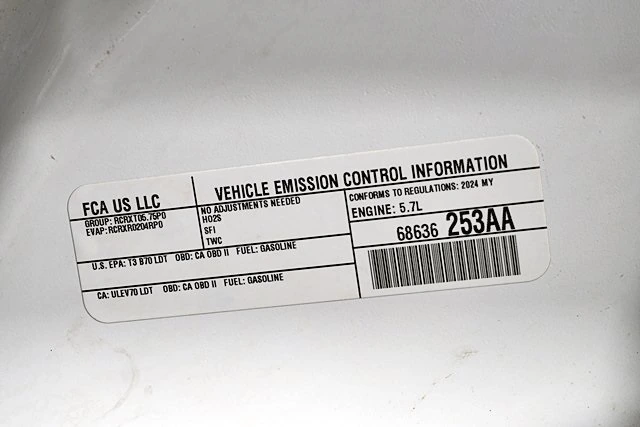 FCA US LLC
VEHICLE EMISSION CONTROL INFORMATION
GROUP: RCRXT05.75P0
EVAP: RCRXR0204RP0
NO ADJUSTMENTS NEEDED
HO2S
SFI
TWC
CONFORMS TO REGULATIONS: 2024 MY
ENGINE: 5.7L
68636 253AA
U.S. EPA: T3 B70 LDT OBD: CA OBD II FUEL: GASOLINE
CA: ULEV70 LDT OBD: CA OBD II FUEL: GASOLINE